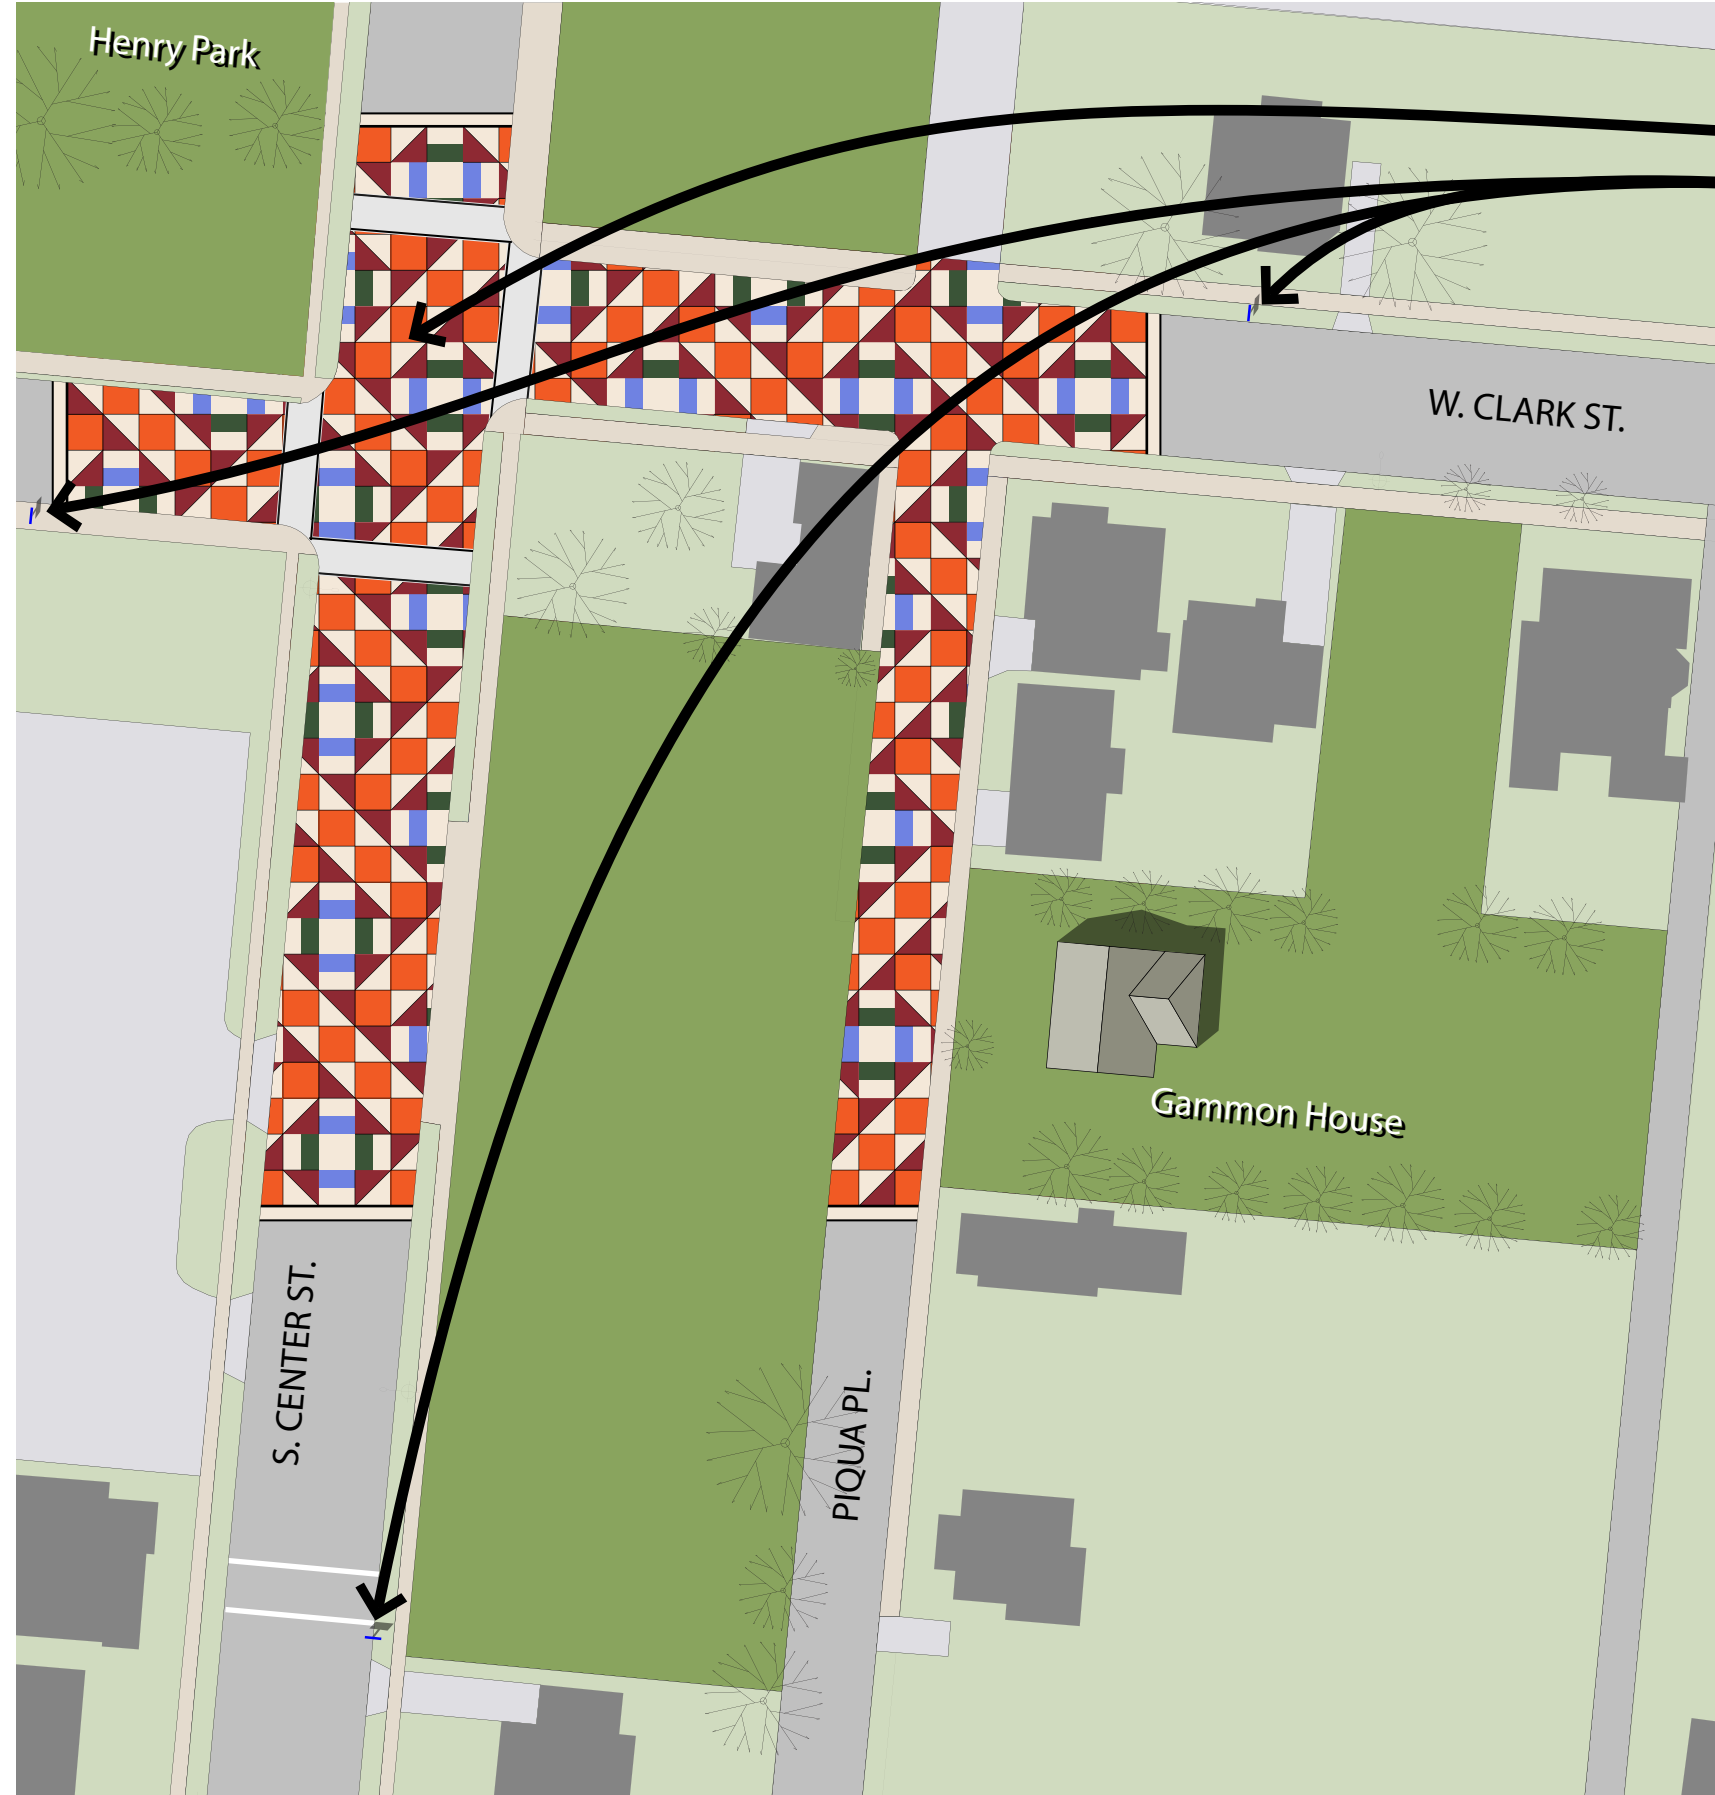 Henry Park
W. CLARK ST.
Gammon House
S. CENTER ST.
PIQUA PL.